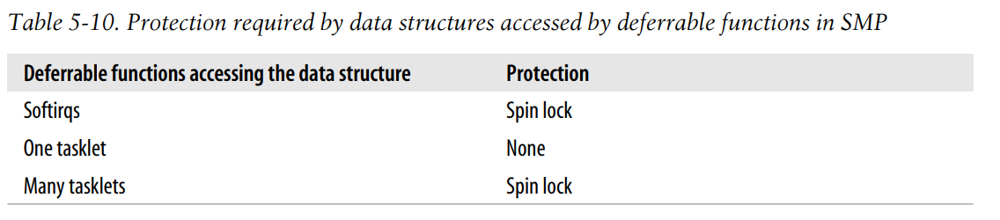 Table 5-10. Protection required by data structures accessed by deferrable functions in SMP
Deferrable functions accessing the data structure Protection
Softirqs Spin lock
One tasklet None
Many tasklets Spin lock